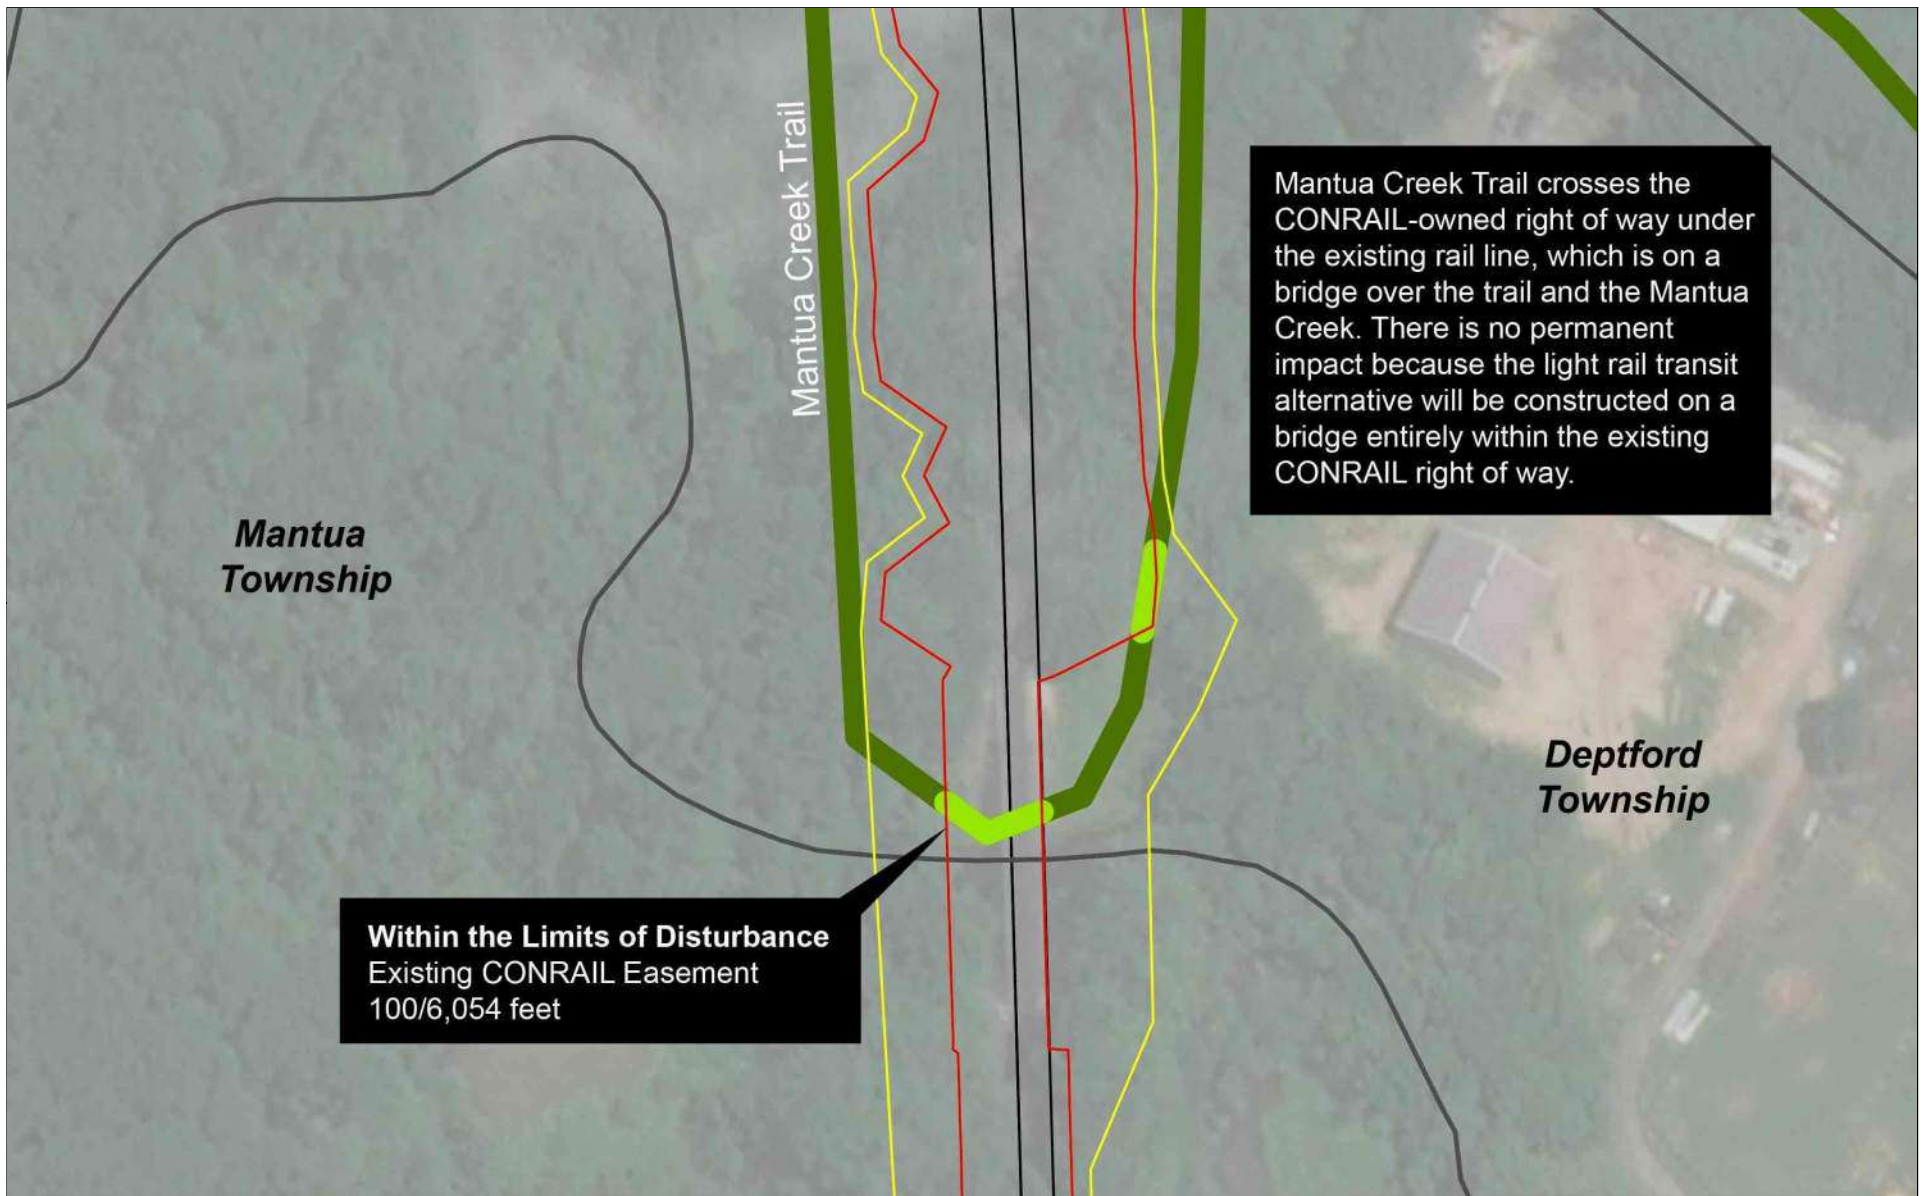 Mantua Creek Trail
Mantua Creek Trail crosses the
CONRAIL-owned right of way under
the existing rail line, which is on a
bridge over the trail and the Mantua
Creek. There is no permanent
impact because the light rail transit
alternative will be constructed on a
bridge entirely within the existing
CONRAIL right of way.
Mantua
Township
Deptford
Township
Within the Limits of Disturbance
Existing CONRAIL Easement
100/6,054 feet